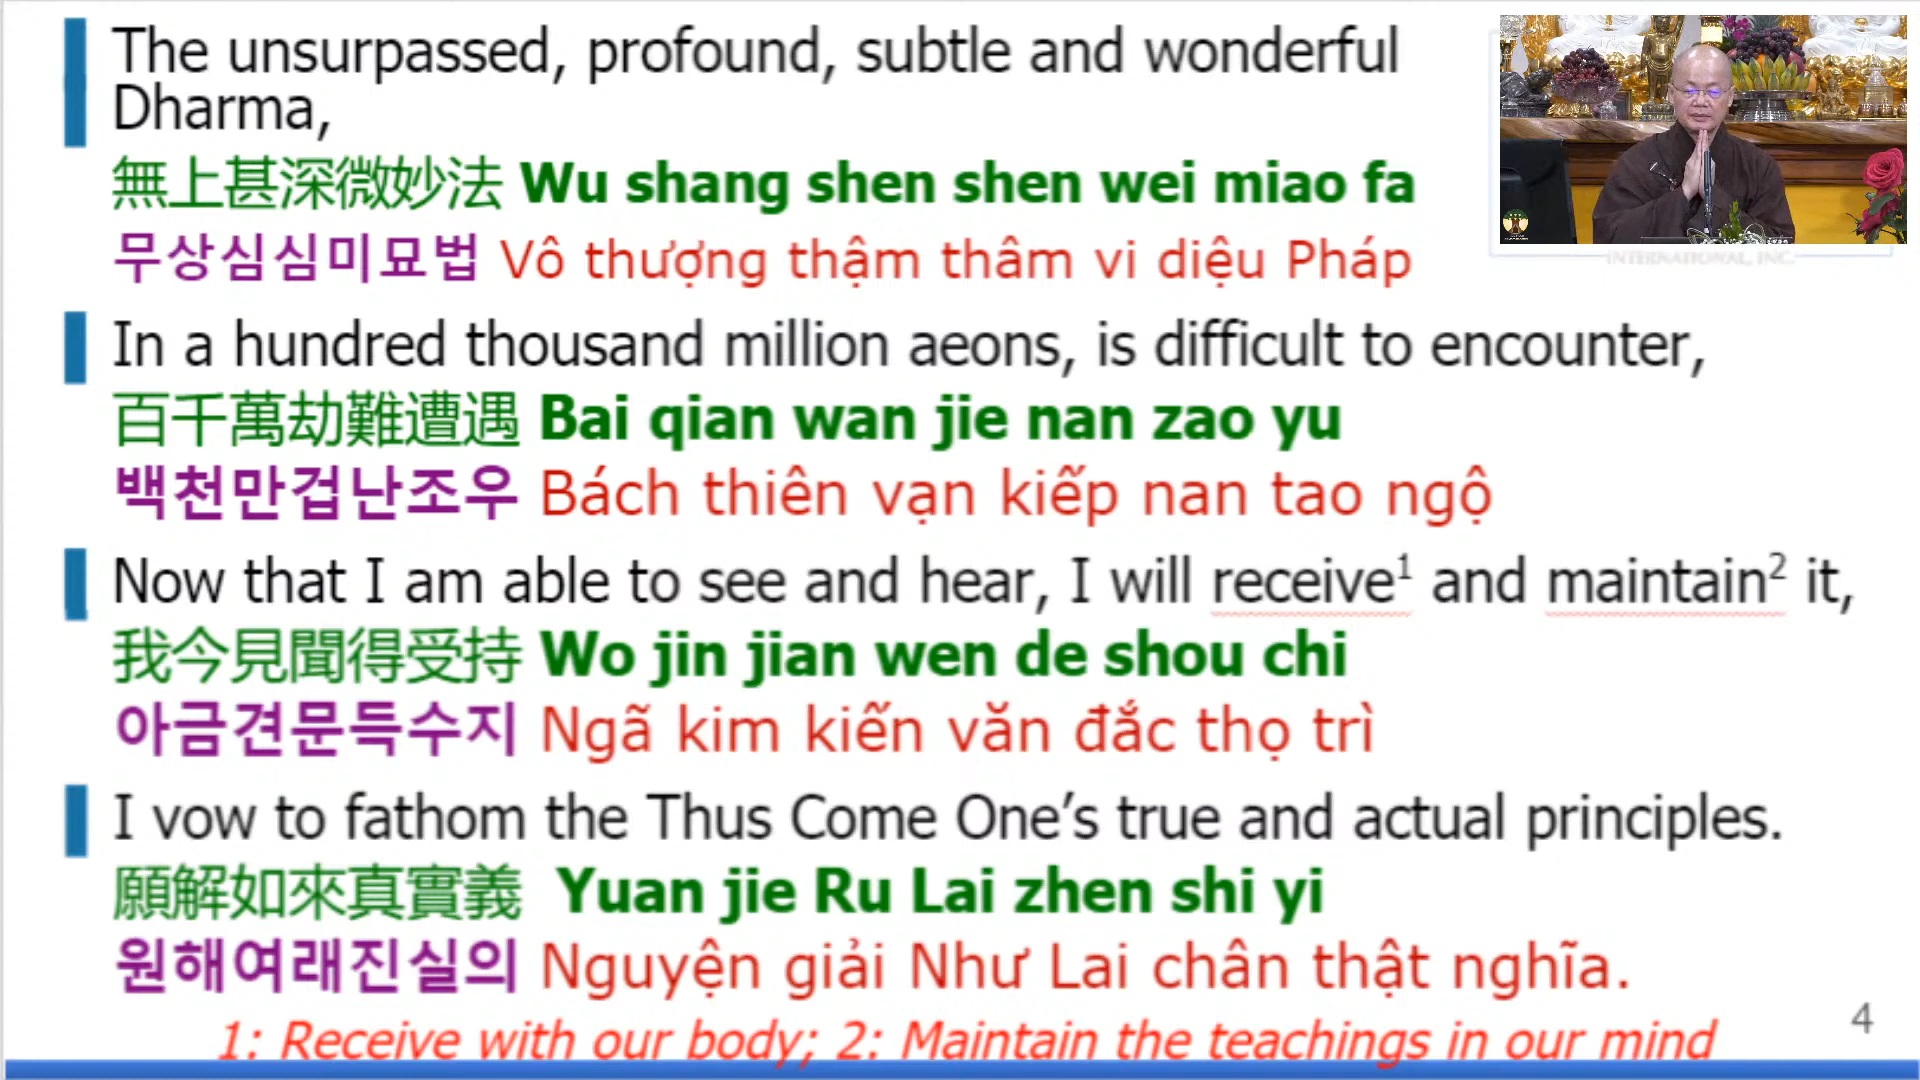 The unsurpassed, profound, subtle and wonderful
Dharma,
無上甚深微妙法 Wu shang shen shen wei miao fa
무상심심미묘법 Vô thượng thậm thâm vi diệu Pháp
In a hundred thousand million aeons, is difficult to encounter,
百千萬劫難遭遇 Bai qian wan jie nan zao yu
백천만겁난조우 Bách thiên vạn kiếp nan tao ngộ
Now that I am able to see and hear, I will receive¹ and maintain² it,
我今見聞得受持 Wo jin jian wen de shou chi
아금견문득수지 Ngã kim kiến văn đắc thọ trì
I vow to fathom the Thus Come One’s true and actual principles.
願解如來真實義 Yuan jie Ru Lai zhen shi yi
원해여래진실의 Nguyện giải Như Lai chân thật nghĩa.
1: Receive with our body; 2: Maintain the teachings in our mind
4
INTERNATIONAL, INC.